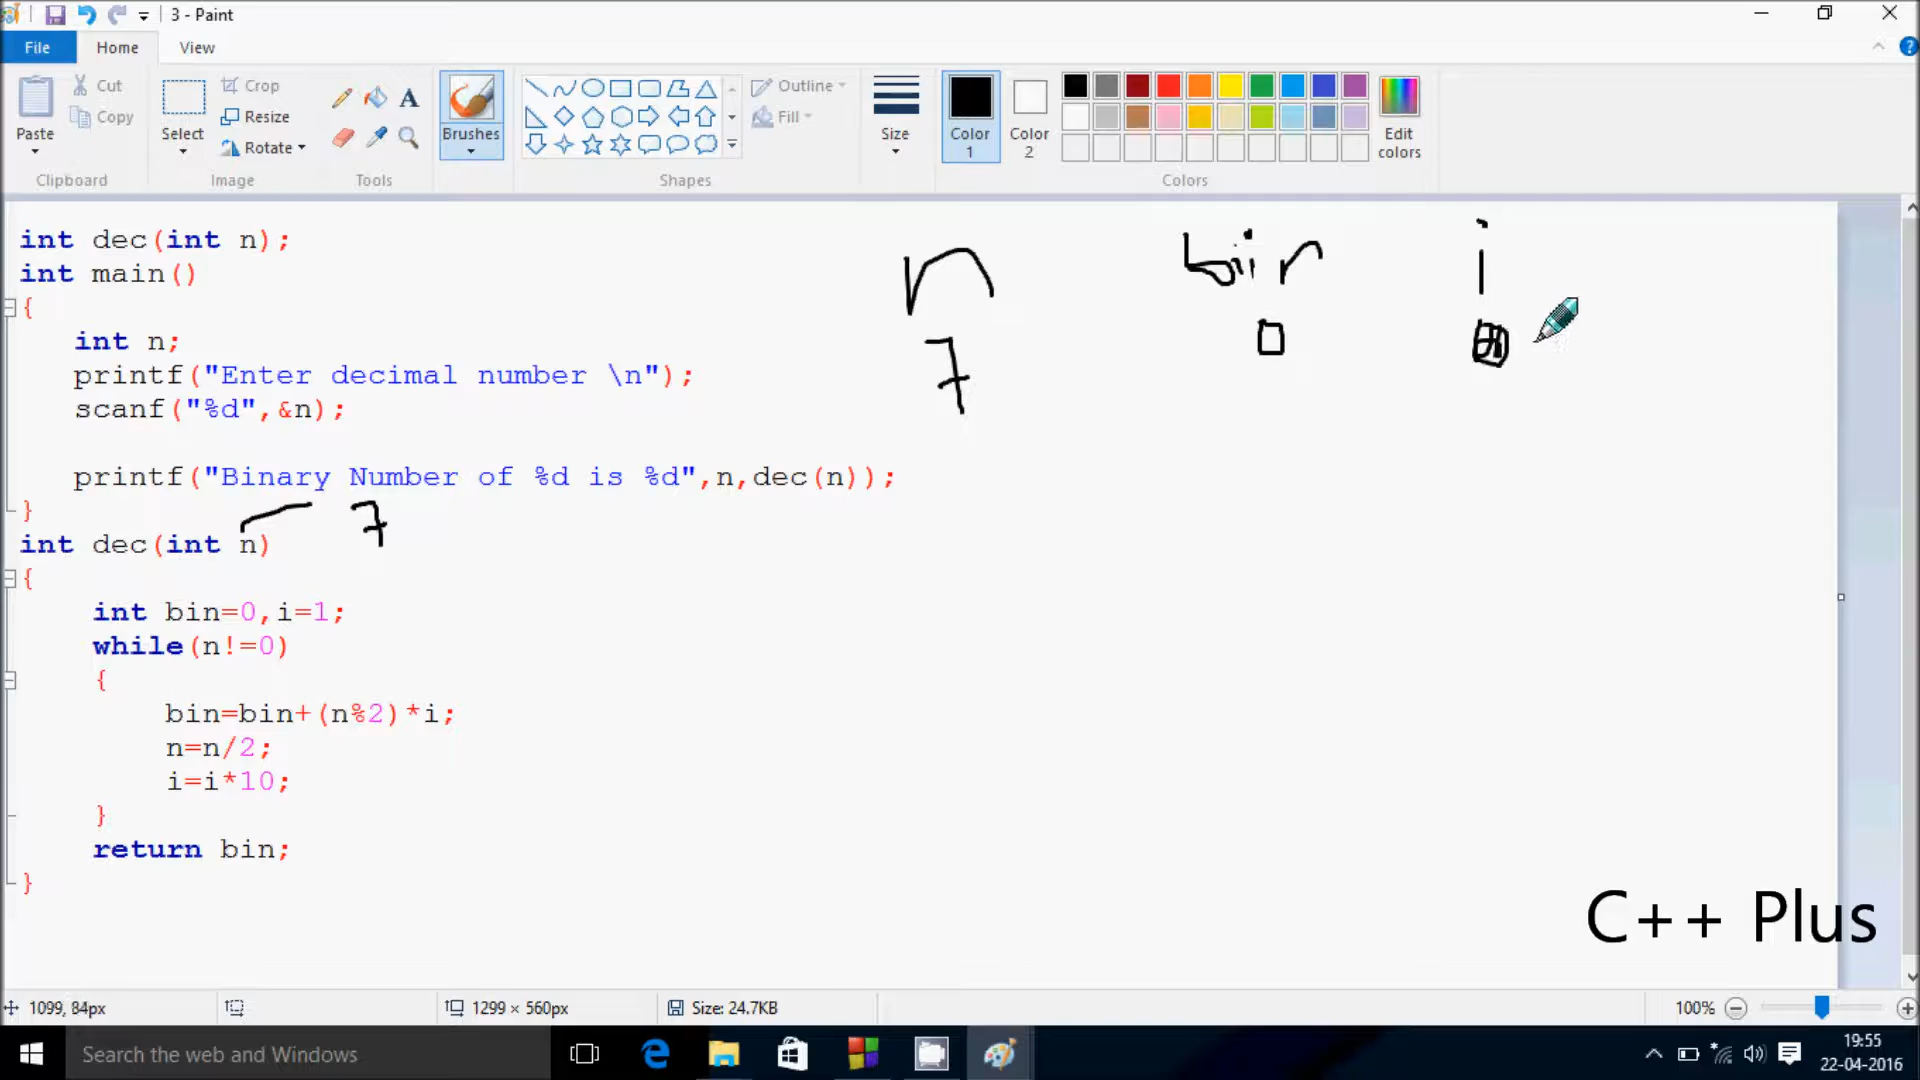 3 - Paint
File Home View
Paste
Cut
Copy
Clipboard
Select
Crop
Resize
Rotate
Image
Tools
Brushes
Shapes
Outline
Fill
Size
Color 1
Color 2
Edit colors
Colors
int dec(int n);
int main()
{
int n;
printf("Enter decimal number \n");
scanf("%d",&n);
printf("Binary Number of %d is %d",n,dec(n));
}
int dec(int n)
{
int bin=0,i=1;
while(n!=0)
{
bin=bin+(n%2)*i;
n=n/2;
i=i*10;
}
return bin;
}
n bin i
7 0
7
C++ Plus
1099, 84px
1299 × 560px
Size: 24.7KB
100%
Search the web and Windows
19:55
22-04-2016